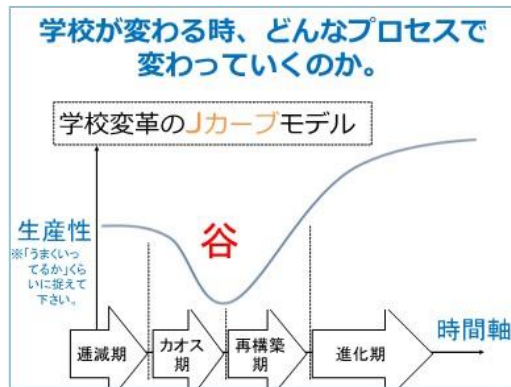 学校が変わる時、どんなプロセスで
変わっていくのか。
学校変革のJカーブモデル
生産性
※「うまくいっ
てるか」くら
いに捉えて
下さい。
谷
逓減期
カオス
期
再構築
期
進化期
時間軸